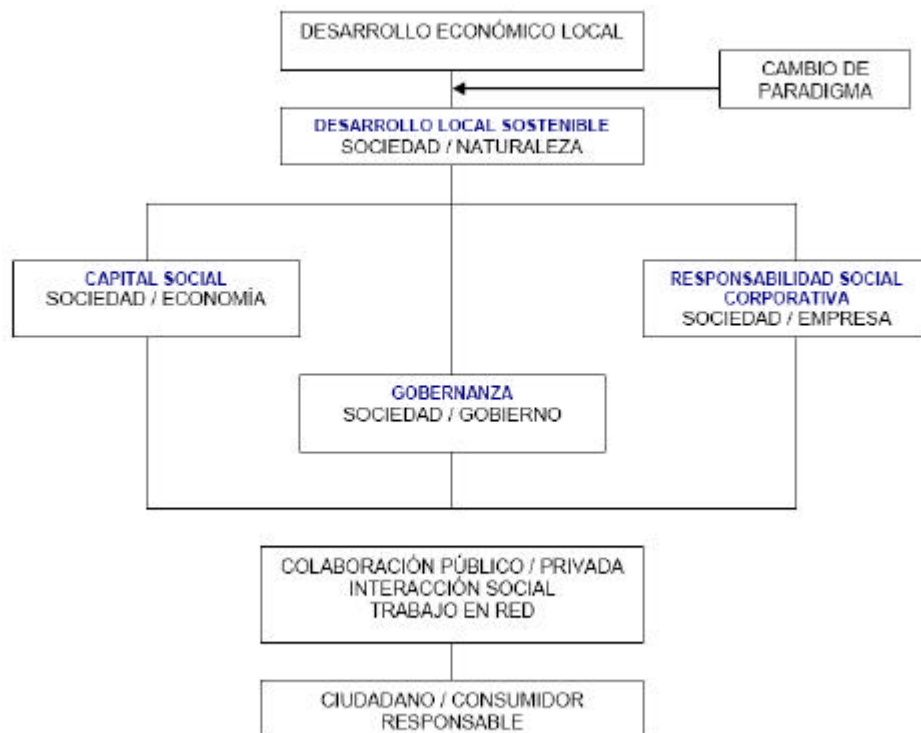 DESARROLLO ECONÓMICO LOCAL
CAMBIO DE
PARADIGMA
DESARROLLO LOCAL SOSTENIBLE
SOCIEDAD / NATURALEZA
CAPITAL SOCIAL
SOCIEDAD / ECONOMÍA
RESPONSABILIDAD SOCIAL
CORPORATIVA
SOCIEDAD / EMPRESA
GOBERNANZA
SOCIEDAD / GOBIERNO
COLABORACIÓN PÚBLICO / PRIVADA
INTERACCIÓN SOCIAL
TRABAJO EN RED
CIUDADANO / CONSUMIDOR
RESPONSABLE